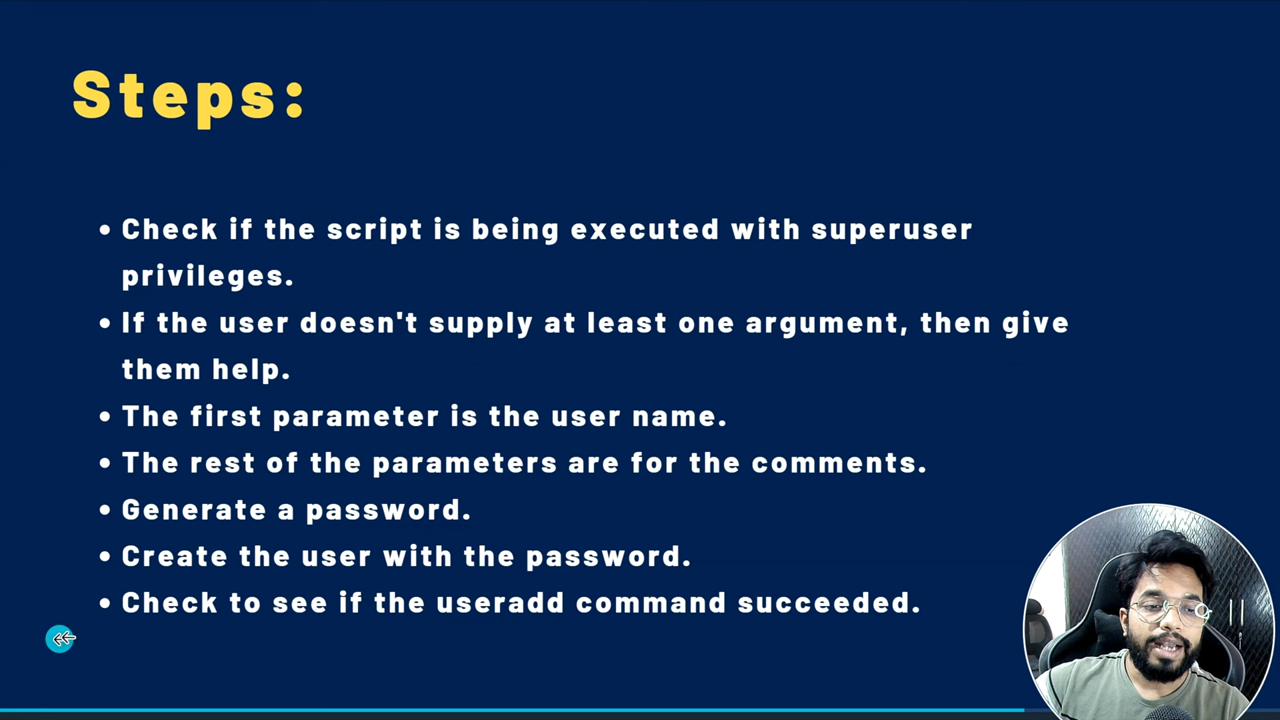 Steps:
• Check if the script is being executed with superuser
privileges.
• If the user doesn't supply at least one argument, then give
them help.
• The first parameter is the user name.
• The rest of the parameters are for the comments.
• Generate a password.
• Create the user with the password.
• Check to see if the useradd command succeeded.